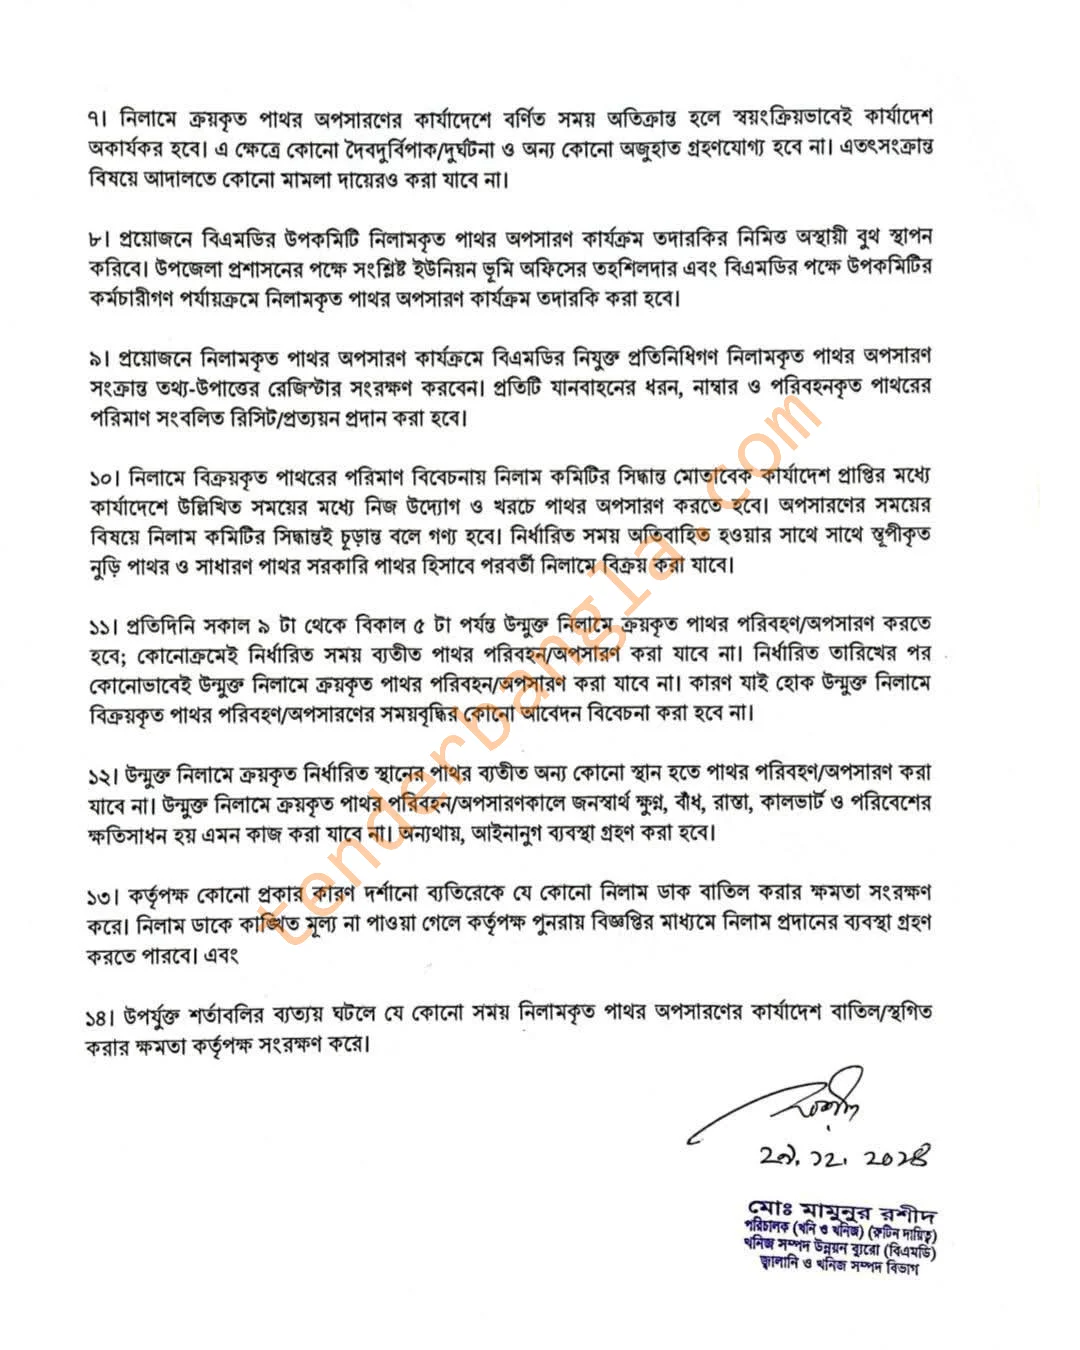 ৭। নিলামে ক্রয়কৃত পাথর অপসারণের কার্যাদেশে বর্ণিত সময় অতিক্রান্ত হলে স্বয়ংক্রিয়ভাবেই কার্যাদেশ
অকার্যকর হবে। এ ক্ষেত্রে কোনো দৈবদুর্বিপাক/দুর্ঘটনা ও অন্য কোনো অজুহাত গ্রহণযোগ্য হবে না। এতৎসংক্রান্ত
বিষয়ে আদালতে কোনো মামলা দায়েরও করা যাবে না।
৮। প্রয়োজনে বিএমডির উপকমিটি নিলামকৃত পাথর অপসারণ কার্যক্রম তদারকির নিমিত্ত অস্থায়ী বুথ স্থাপন
করিবে। উপজেলা প্রশাসনের পক্ষে সংশ্লিষ্ট ইউনিয়ন ভূমি অফিসের তহশিলদার এবং বিএমডির পক্ষে উপকমিটির
কর্মচারীগণ পর্যায়ক্রমে নিলামকৃত পাথর অপসারণ কার্যক্রম তদারকি করা হবে।
৯। প্রয়োজনে নিলামকৃত পাথর অপসারণ কার্যক্রমে বিএমডির নিযুক্ত প্রতিনিধিগণ নিলামকৃত পাথর অপসারণ
সংক্রান্ত তথ্য-উপাত্তের রেজিস্টার সংরক্ষণ করবেন। প্রতিটি যানবাহনের ধরন, নাম্বার ও পরিবহনকৃত পাথরের
পরিমাণ সংবলিত রিসিট/প্রত্যয়ন প্রদান করা হবে।
১০। নিলামে বিক্রয়কৃত পাথরের পরিমাণ বিবেচনায় নিলাম কমিটির সিদ্ধান্ত মোতাবেক কার্যাদেশ প্রাপ্তির মধ্যে
কার্যাদেশে উল্লিখিত সময়ের মধ্যে নিজ উদ্যোগ ও খরচে পাথর অপসারণ করতে হবে। অপসারণের সময়ের
বিষয়ে নিলাম কমিটির সিদ্ধান্তই চূড়ান্ত বলে গণ্য হবে। নির্ধারিত সময় অতিবাহিত হওয়ার সাথে সাথে স্তূপীকৃত
নুড়ি পাথর ও সাধারণ পাথর সরকারি পাথর হিসাবে পরবর্তী নিলামে বিক্রয় করা যাবে।
১১। প্রতিদিনি সকাল ৯ টা থেকে বিকাল ৫ টা পর্যন্ত উন্মুক্ত নিলামে ক্রয়কৃত পাথর পরিবহণ/অপসারণ করতে
হবে; কোনোক্রমেই নির্ধারিত সময় ব্যতীত পাথর পরিবহন/অপসারণ করা যাবে না। নির্ধারিত তারিখের পর
কোনোভাবেই উন্মুক্ত নিলামে ক্রয়কৃত পাথর পরিবহন/অপসারণ করা যাবে না। কারণ যাই হোক উন্মুক্ত নিলামে
বিক্রয়কৃত পাথর পরিবহণ/অপসারণের সময়বৃদ্ধির কোনো আবেদন বিবেচনা করা হবে না।
১২। উন্মুক্ত নিলামে ক্রয়কৃত নির্ধারিত স্থানের পাথর ব্যতীত অন্য কোনো স্থান হতে পাথর পরিবহণ/অপসারণ করা
যাবে না। উন্মুক্ত নিলামে ক্রয়কৃত পাথর পরিবহন/অপসারণকালে জনস্বার্থ ক্ষুণ্ন, বাঁধ, রাস্তা, কালভার্ট ও পরিবেশের
ক্ষতিসাধন হয় এমন কাজ করা যাবে না। অন্যথায়, আইনানুগ ব্যবস্থা গ্রহণ করা হবে।
১৩। কর্তৃপক্ষ কোনো প্রকার কারণ দর্শানো ব্যতিরেকে যে কোনো নিলাম ডাক বাতিল করার ক্ষমতা সংরক্ষণ
করে। নিলাম ডাকে কাঙ্খিত মূল্য না পাওয়া গেলে কর্তৃপক্ষ পুনরায় বিজ্ঞপ্তির মাধ্যমে নিলাম প্রদানের ব্যবস্থা গ্রহণ
করতে পারবে। এবং
১৪। উপর্যুক্ত শর্তাবলির ব্যত্যয় ঘটলে যে কোনো সময় নিলামকৃত পাথর অপসারণের কার্যাদেশ বাতিল/স্থগিত
করার ক্ষমতা কর্তৃপক্ষ সংরক্ষণ করে।
tenderbangla.com
২৯.১২.২০২৪
মোঃ মামুনুর রশীদ
পরিচালক (খনি ও খনিজ) (রুটিন দায়িত্ব)
খনিজ সম্পদ উন্নয়ন ব্যুরো (বিএমডি)
জ্বালানি ও খনিজ সম্পদ বিভাগ